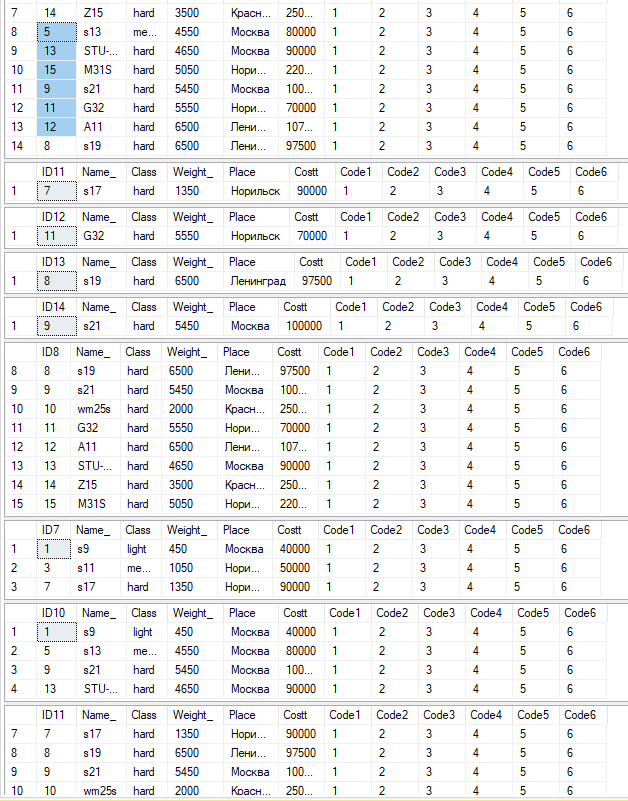 7 14 Z15 hard 3500 Красн... 250... 1 2 3 4 5 6
8 5 s13 me... 4550 Москва 80000 1 2 3 4 5 6
9 13 STU-... hard 4650 Москва 90000 1 2 3 4 5 6
10 15 M31S hard 5050 Нори... 220... 1 2 3 4 5 6
11 9 s21 hard 5450 Москва 100... 1 2 3 4 5 6
12 11 G32 hard 5550 Нори... 70000 1 2 3 4 5 6
13 12 A11 hard 6500 Лени... 107... 1 2 3 4 5 6
14 8 s19 hard 6500 Лени... 97500 1 2 3 4 5 6
ID11 Name_ Class Weight_ Place Costt Code1 Code2 Code3 Code4 Code5 Code6
1 7 s17 hard 1350 Норильск 90000 1 2 3 4 5 6
ID12 Name_ Class Weight_ Place Costt Code1 Code2 Code3 Code4 Code5 Code6
1 11 G32 hard 5550 Норильск 70000 1 2 3 4 5 6
ID13 Name_ Class Weight_ Place Costt Code1 Code2 Code3 Code4 Code5 Code6
1 8 s19 hard 6500 Ленинград 97500 1 2 3 4 5 6
ID14 Name_ Class Weight_ Place Costt Code1 Code2 Code3 Code4 Code5 Code6
1 9 s21 hard 5450 Москва 100000 1 2 3 4 5 6
ID8 Name_ Class Weight_ Place Costt Code1 Code2 Code3 Code4 Code5 Code6
8 8 s19 hard 6500 Лени... 97500 1 2 3 4 5 6
9 9 s21 hard 5450 Москва 100... 1 2 3 4 5 6
10 10 wm25s hard 2000 Красн... 250... 1 2 3 4 5 6
11 11 G32 hard 5550 Нори... 70000 1 2 3 4 5 6
12 12 A11 hard 6500 Лени... 107... 1 2 3 4 5 6
13 13 STU-... hard 4650 Москва 90000 1 2 3 4 5 6
14 14 Z15 hard 3500 Красн... 250... 1 2 3 4 5 6
15 15 M31S hard 5050 Нори... 220... 1 2 3 4 5 6
ID7 Name_ Class Weight_ Place Costt Code1 Code2 Code3 Code4 Code5 Code6
1 1 s9 light 450 Москва 40000 1 2 3 4 5 6
2 3 s11 me... 1050 Нори... 50000 1 2 3 4 5 6
3 7 s17 hard 1350 Нори... 90000 1 2 3 4 5 6
ID10 Name_ Class Weight_ Place Costt Code1 Code2 Code3 Code4 Code5 Code6
1 1 s9 light 450 Москва 40000 1 2 3 4 5 6
2 5 s13 me... 4550 Москва 80000 1 2 3 4 5 6
3 9 s21 hard 5450 Москва 100... 1 2 3 4 5 6
4 13 STU-... hard 4650 Москва 90000 1 2 3 4 5 6
ID11 Name_ Class Weight_ Place Costt Code1 Code2 Code3 Code4 Code5 Code6
7 7 s17 hard 1350 Нори... 90000 1 2 3 4 5 6
8 8 s19 hard 6500 Лени... 97500 1 2 3 4 5 6
9 9 s21 hard 5450 Москва 100... 1 2 3 4 5 6
10 10 wm25s hard 2000 Красн... 250... 1 2 3 4 5 6